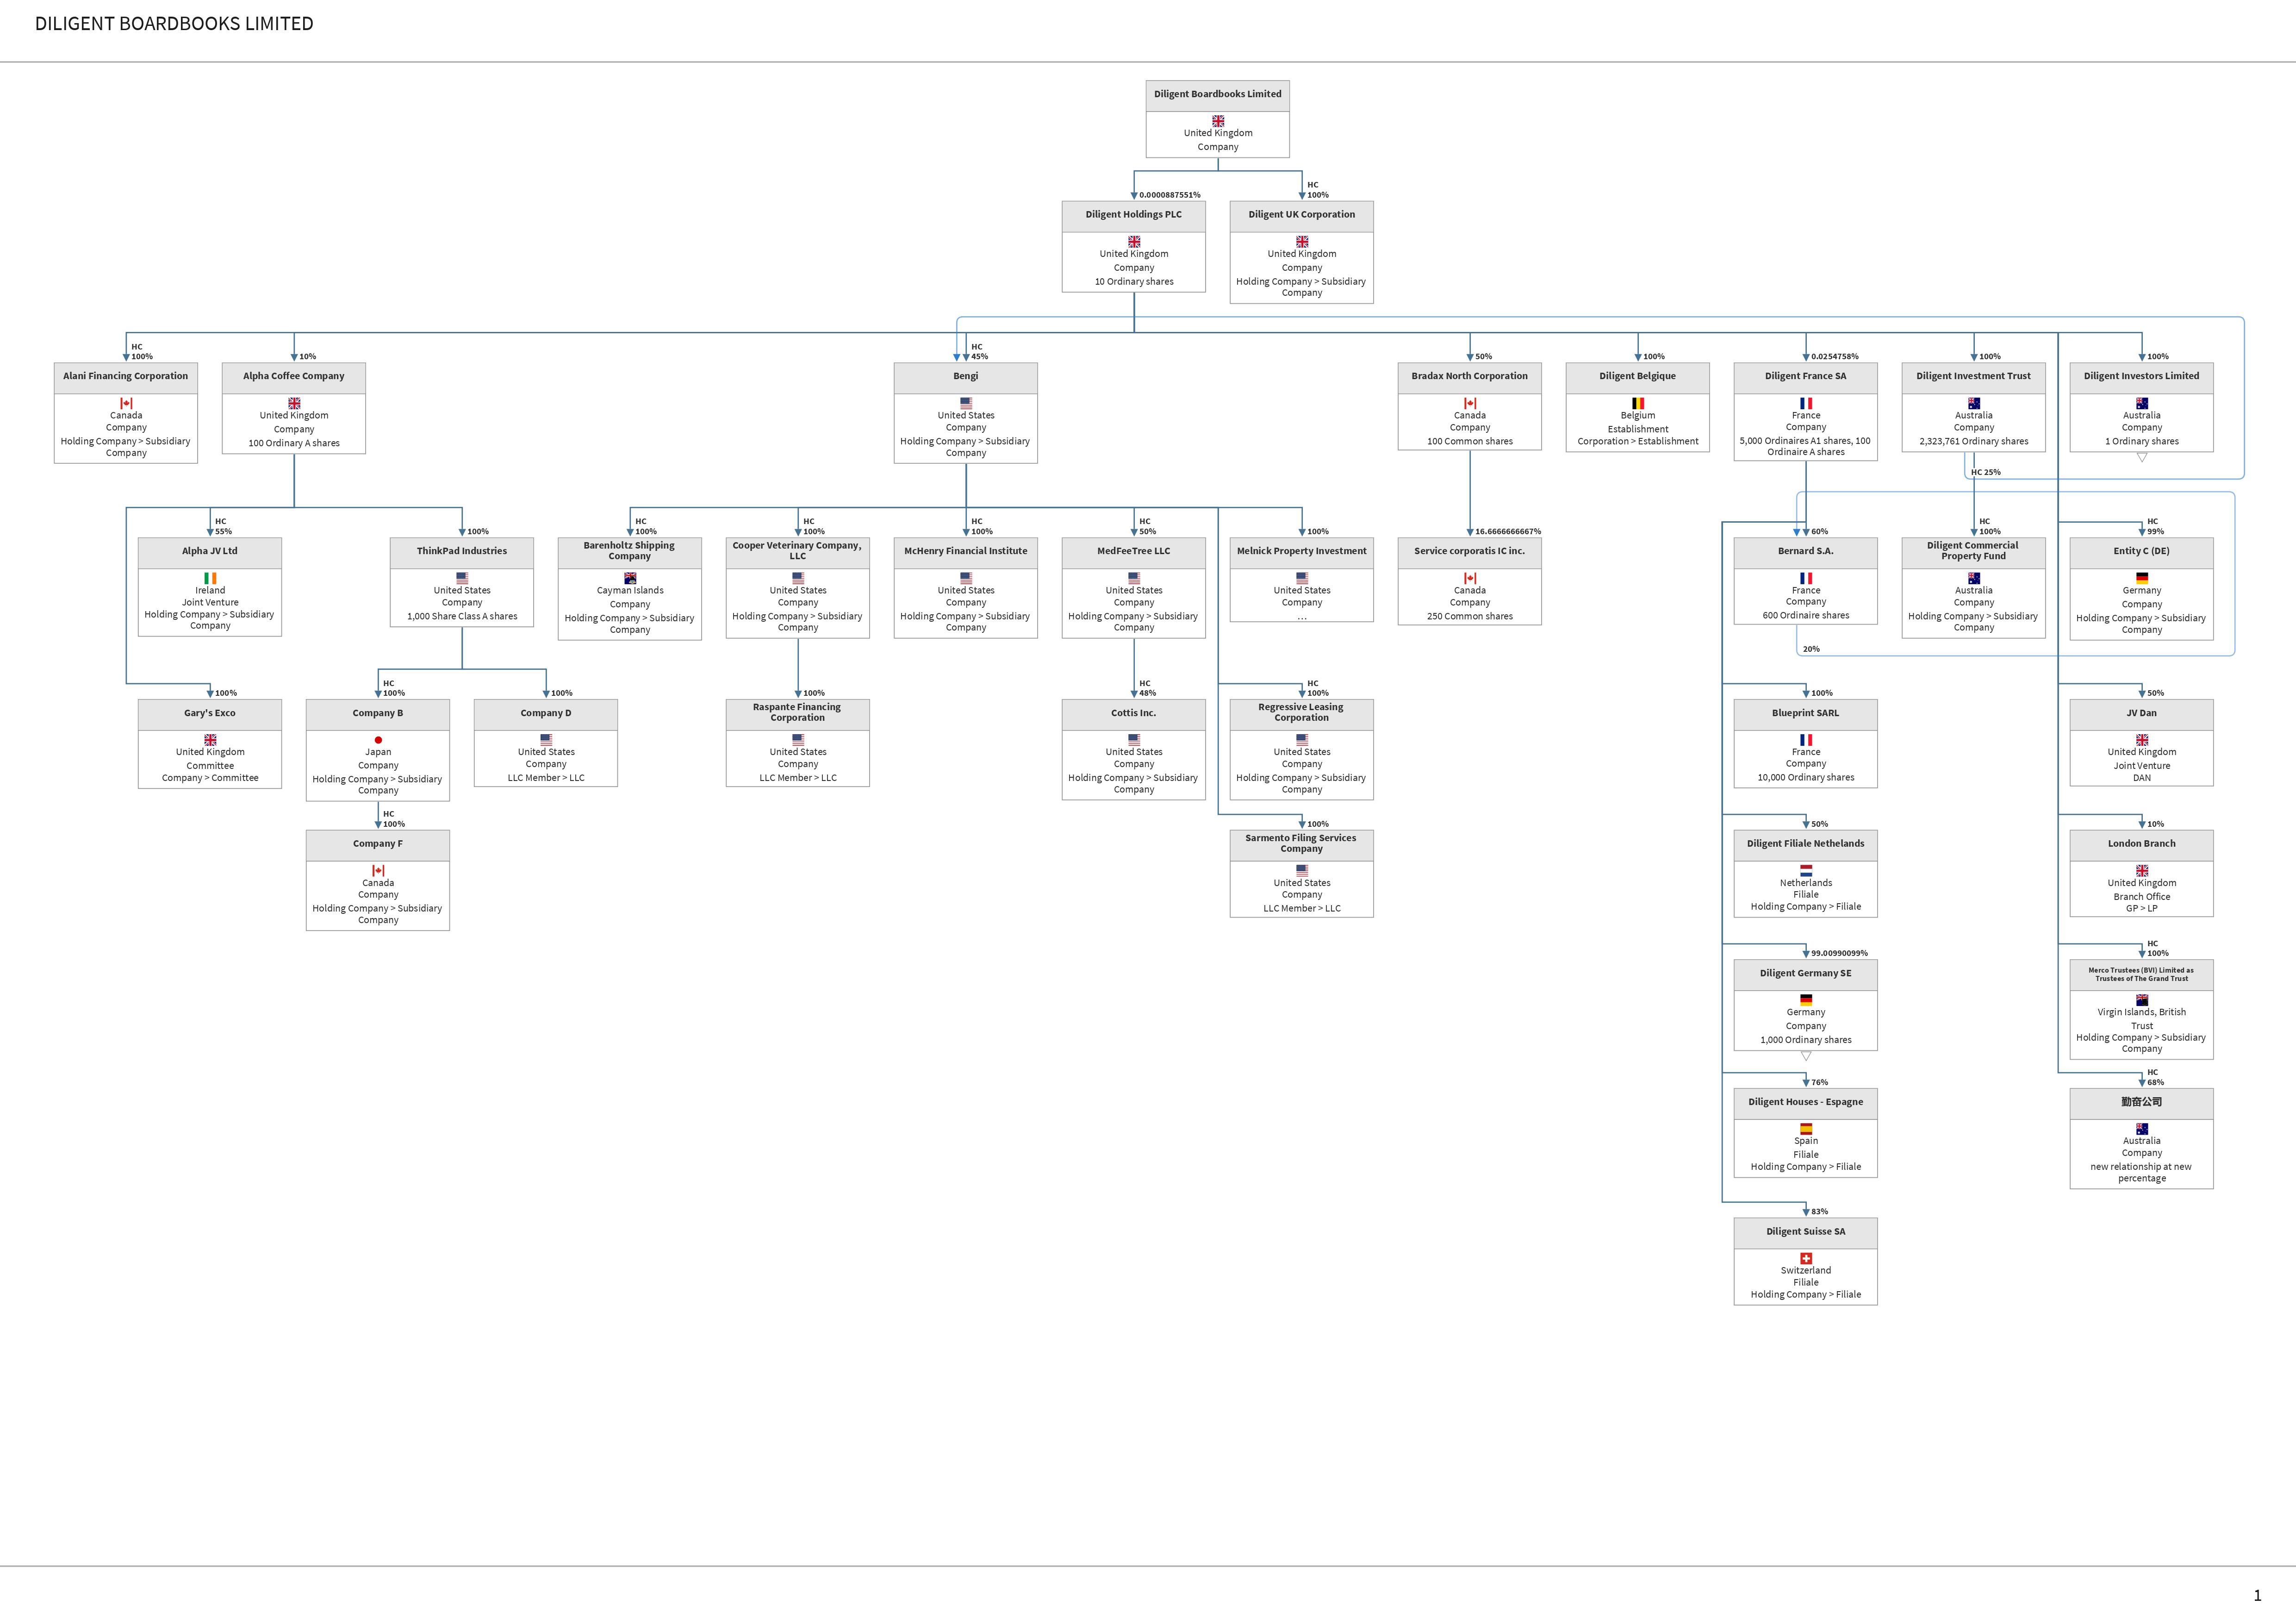 DILIGENT BOARDBOOKS LIMITED
Diligent Boardbooks Limited
United Kingdom
Company
0.0000887551%
Diligent Holdings PLC
United Kingdom
Company
10 Ordinary shares
HC
100%
Diligent UK Corporation
United Kingdom
Company
Holding Company > Subsidiary
Company
HC
100%
Alani Financing Corporation
Canada
Company
Holding Company > Subsidiary
Company
10%
Alpha Coffee Company
United Kingdom
Company
100 Ordinary A shares
HC
45%
Bengi
United States
Company
Holding Company > Subsidiary
Company
50%
Bradax North Corporation
Canada
Company
100 Common shares
100%
Diligent Belgique
Belgium
Establishment
Corporation > Establishment
0.0254758%
Diligent France SA
France
Company
5,000 Ordinaires A1 shares, 100
Ordinaire A shares
100%
Diligent Investment Trust
Australia
Company
2,323,761 Ordinary shares
HC 25%
100%
Diligent Investors Limited
Australia
Company
1 Ordinary shares
HC
55%
Alpha JV Ltd
Ireland
Joint Venture
Holding Company > Subsidiary
Company
100%
ThinkPad Industries
United States
Company
1,000 Share Class A shares
HC
100%
Barenholtz Shipping
Company
Cayman Islands
Company
Holding Company > Subsidiary
Company
HC
100%
Cooper Veterinary Company,
LLC
United States
Company
Holding Company > Subsidiary
Company
HC
100%
McHenry Financial Institute
United States
Company
Holding Company > Subsidiary
Company
HC
50%
MedFeeTree LLC
United States
Company
Holding Company > Subsidiary
Company
100%
Melnick Property Investment
United States
Company
...
16.6666666667%
Service corporatis IC inc.
Canada
Company
250 Common shares
60%
Bernard S.A.
France
Company
600 Ordinaire shares
20%
HC
100%
Diligent Commercial
Property Fund
Australia
Company
Holding Company > Subsidiary
Company
HC
99%
Entity C (DE)
Germany
Company
Holding Company > Subsidiary
Company
100%
Gary's Exco
United Kingdom
Committee
Company > Committee
HC
100%
Company B
Japan
Company
Holding Company > Subsidiary
Company
100%
Company D
United States
Company
LLC Member > LLC
100%
Raspante Financing
Corporation
United States
Company
LLC Member > LLC
HC
48%
Cottis Inc.
United States
Company
Holding Company > Subsidiary
Company
HC
100%
Regressive Leasing
Corporation
United States
Company
Holding Company > Subsidiary
Company
100%
Blueprint SARL
France
Company
10,000 Ordinary shares
50%
JV Dan
United Kingdom
Joint Venture
DAN
HC
100%
Company F
Canada
Company
Holding Company > Subsidiary
Company
100%
Sarmento Filing Services
Company
United States
Company
LLC Member > LLC
50%
Diligent Filiale Nethelands
Netherlands
Filiale
Holding Company > Filiale
10%
London Branch
United Kingdom
Branch Office
GP > LP
99.00990099%
Diligent Germany SE
Germany
Company
1,000 Ordinary shares
HC
100%
Merco Trustees (BVI) Limited as
Trustees of The Grand Trust
Virgin Islands, British
Trust
Holding Company > Subsidiary
Company
76%
Diligent Houses - Espagne
Spain
Filiale
Holding Company > Filiale
HC
68%
勤奋公司
Australia
Company
new relationship at new
percentage
83%
Diligent Suisse SA
Switzerland
Filiale
Holding Company > Filiale
1